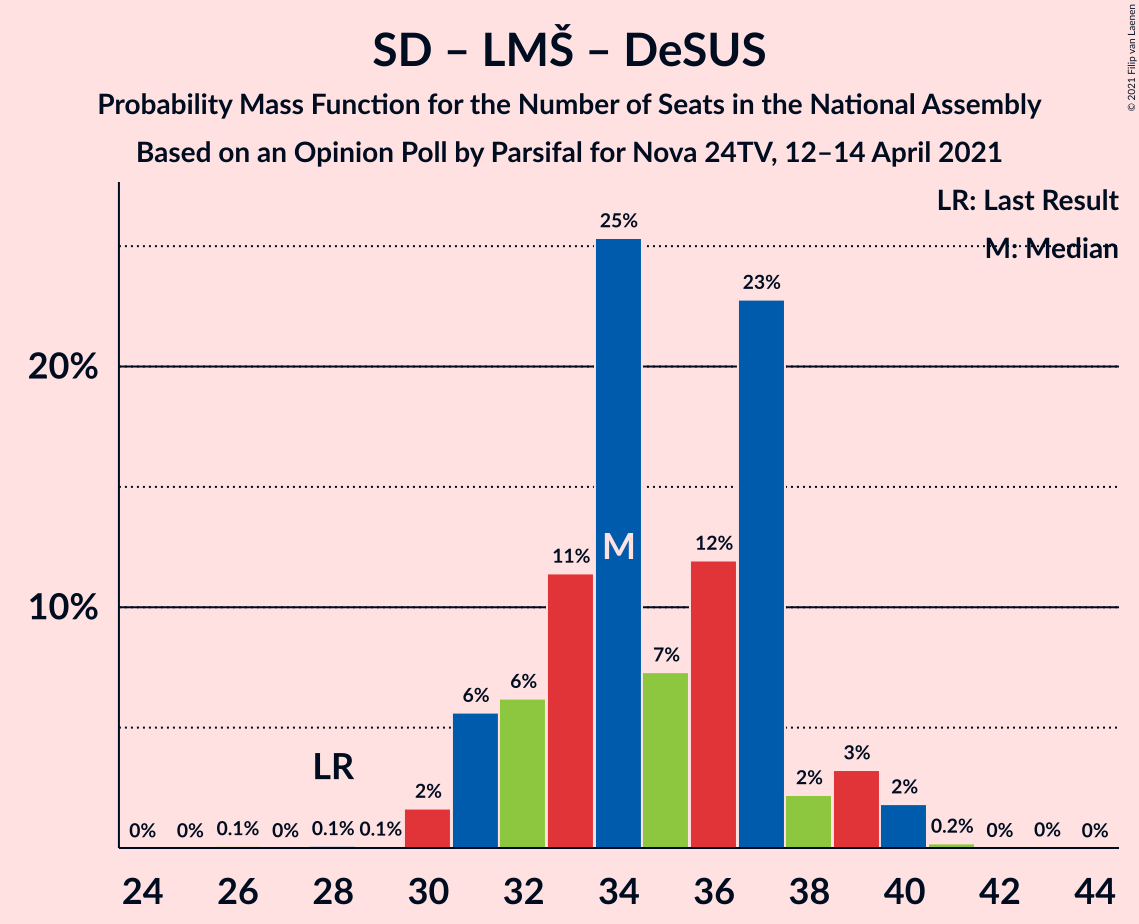 SD – LMŠ – DeSUS
Probability Mass Function for the Number of Seats in the National Assembly
Based on an Opinion Poll by Parsifal for Nova 24TV, 12–14 April 2021
© 2021 Filip van Laenen
LR: Last Result
M: Median
20%
10%
0% 0% 0.1% 0% 0.1% 0.1% 2% 6% 6% 11% 25% 7% 12% 23% 2% 3% 2% 0.2% 0% 0% 0%
LR
M
24 26 28 30 32 34 36 38 40 42 44